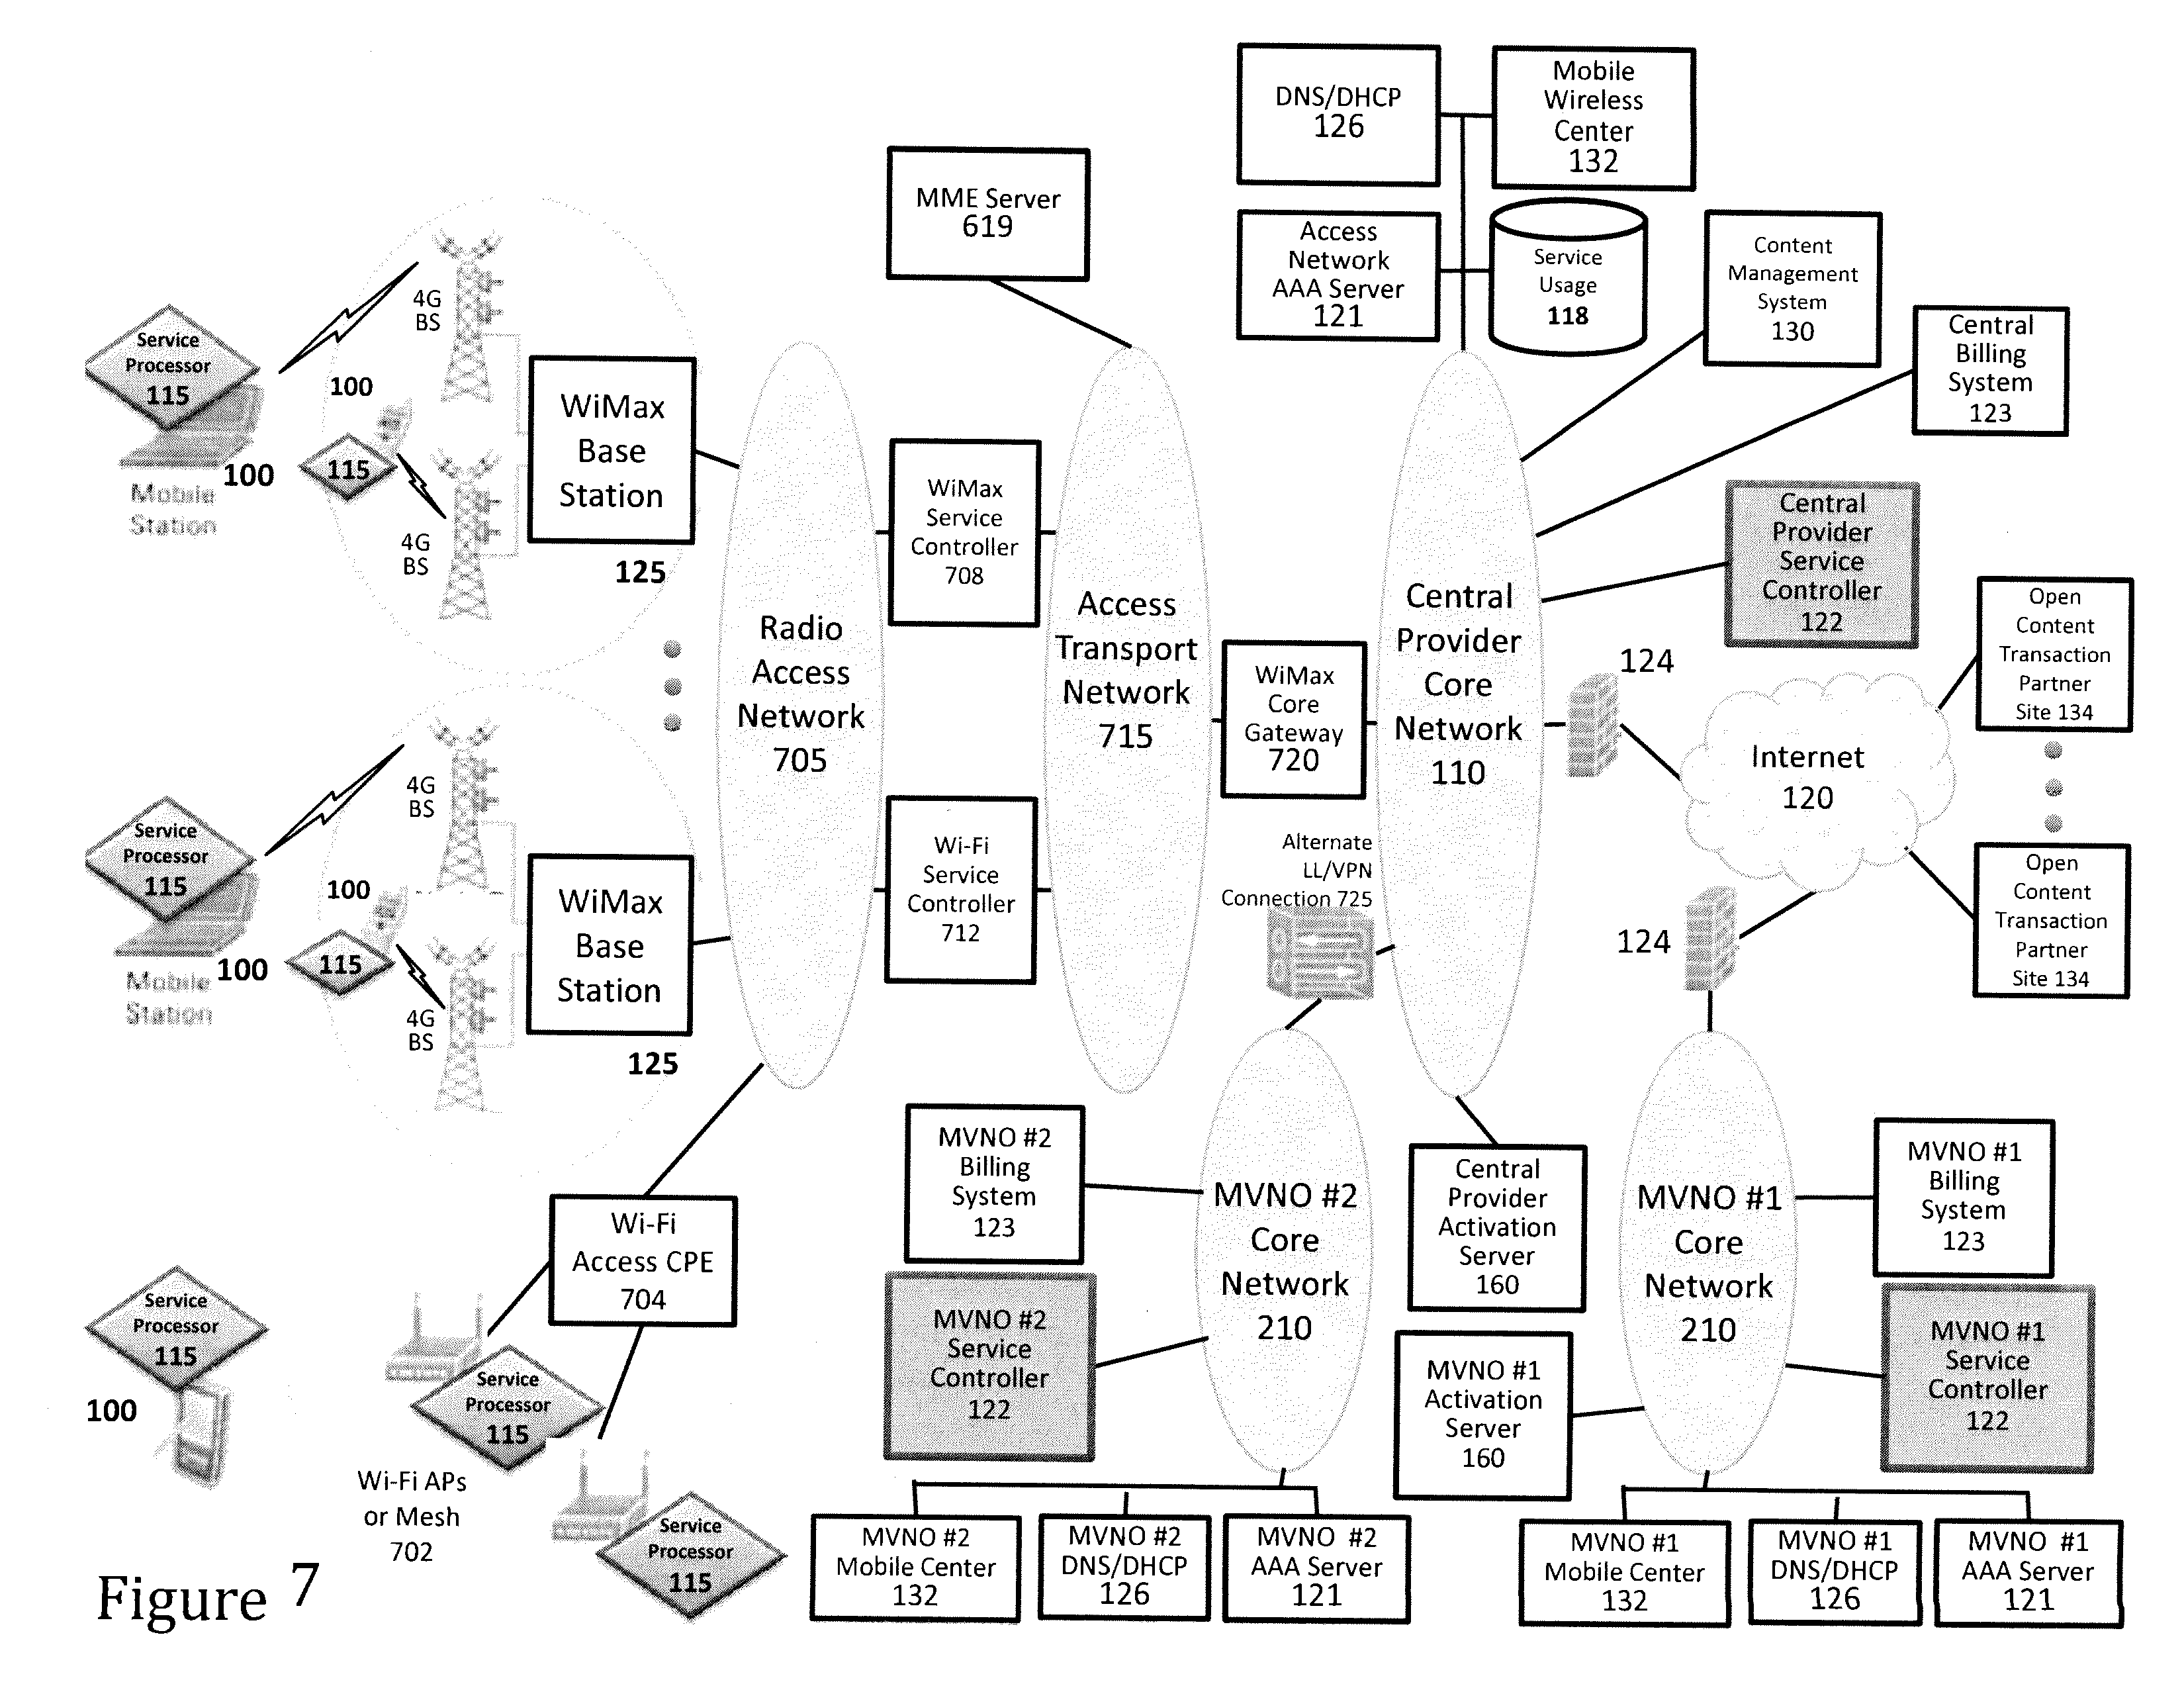 DNS/DHCP
126
Mobile
Wireless
Center
132
MME Server
619
Access
Network
AAA Server
121
Service
Usage
118
Content
Management
System
130
Central
Billing
System
123
Service
Processor
115
100
Mobile
Station
4G
BS
100
115
4G
BS
WiMax
Base
Station
125
Radio
Access
Network
705
WiMax
Service
Controller
708
Access
Transport
Network
715
WiMax
Core
Gateway
720
Central
Provider
Core
Network
110
Central
Provider
Service
Controller
122
124
Internet
120
Open
Content
Transaction
Partner
Site 134
Service
Processor
115
100
Mobile
Station
4G
BS
100
115
4G
BS
WiMax
Base
Station
125
Wi-Fi
Service
Controller
712
Alternate
LL/VPN
Connection 725
124
Open
Content
Transaction
Partner
Site 134
Wi-Fi
Access CPE
704
MVNO #2
Billing
System
123
MVNO #2
Core
Network
210
Central
Provider
Activation
Server
160
MVNO #1
Core
Network
210
MVNO #1
Billing
System
123
Service
Processor
115
100
Service
Processor
115
Wi-Fi APs
or Mesh
702
Service
Processor
115
MVNO #2
Service
Controller
122
MVNO #1
Activation
Server
160
MVNO #1
Service
Controller
122
MVNO #2
Mobile Center
132
MVNO #2
DNS/DHCP
126
MVNO #2
AAA Server
121
MVNO #1
Mobile Center
132
MVNO #1
DNS/DHCP
126
MVNO #1
AAA Server
121
Figure 7